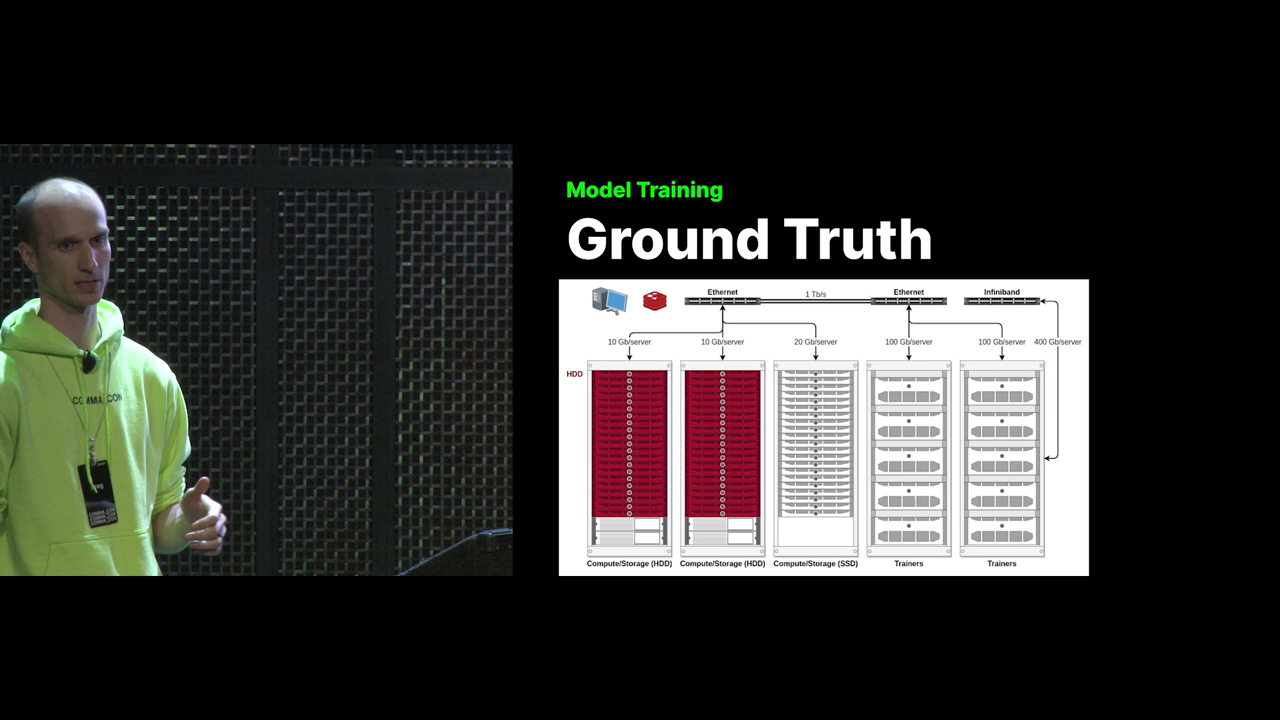 Model Training
Ground Truth
Ethernet
1 Tb/s
Ethernet
Infiniband
10 Gb/server
10 Gb/server
20 Gb/server
100 Gb/server
100 Gb/server
400 Gb/server
HDD
Compute/Storage (HDD)
Compute/Storage (HDD)
Compute/Storage (SSD)
Trainers
Trainers
COMMA_CON